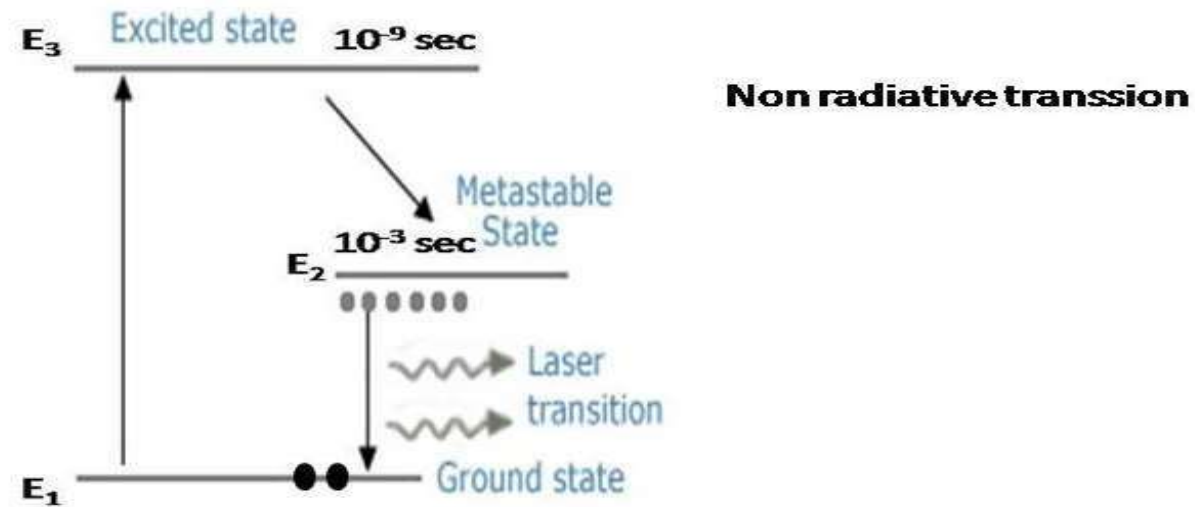 E₃ Excited state 10⁻⁹ sec
Non radiative transsion
Metastable
State
10⁻³ sec
E₂
Laser
transition
E₁ Ground state